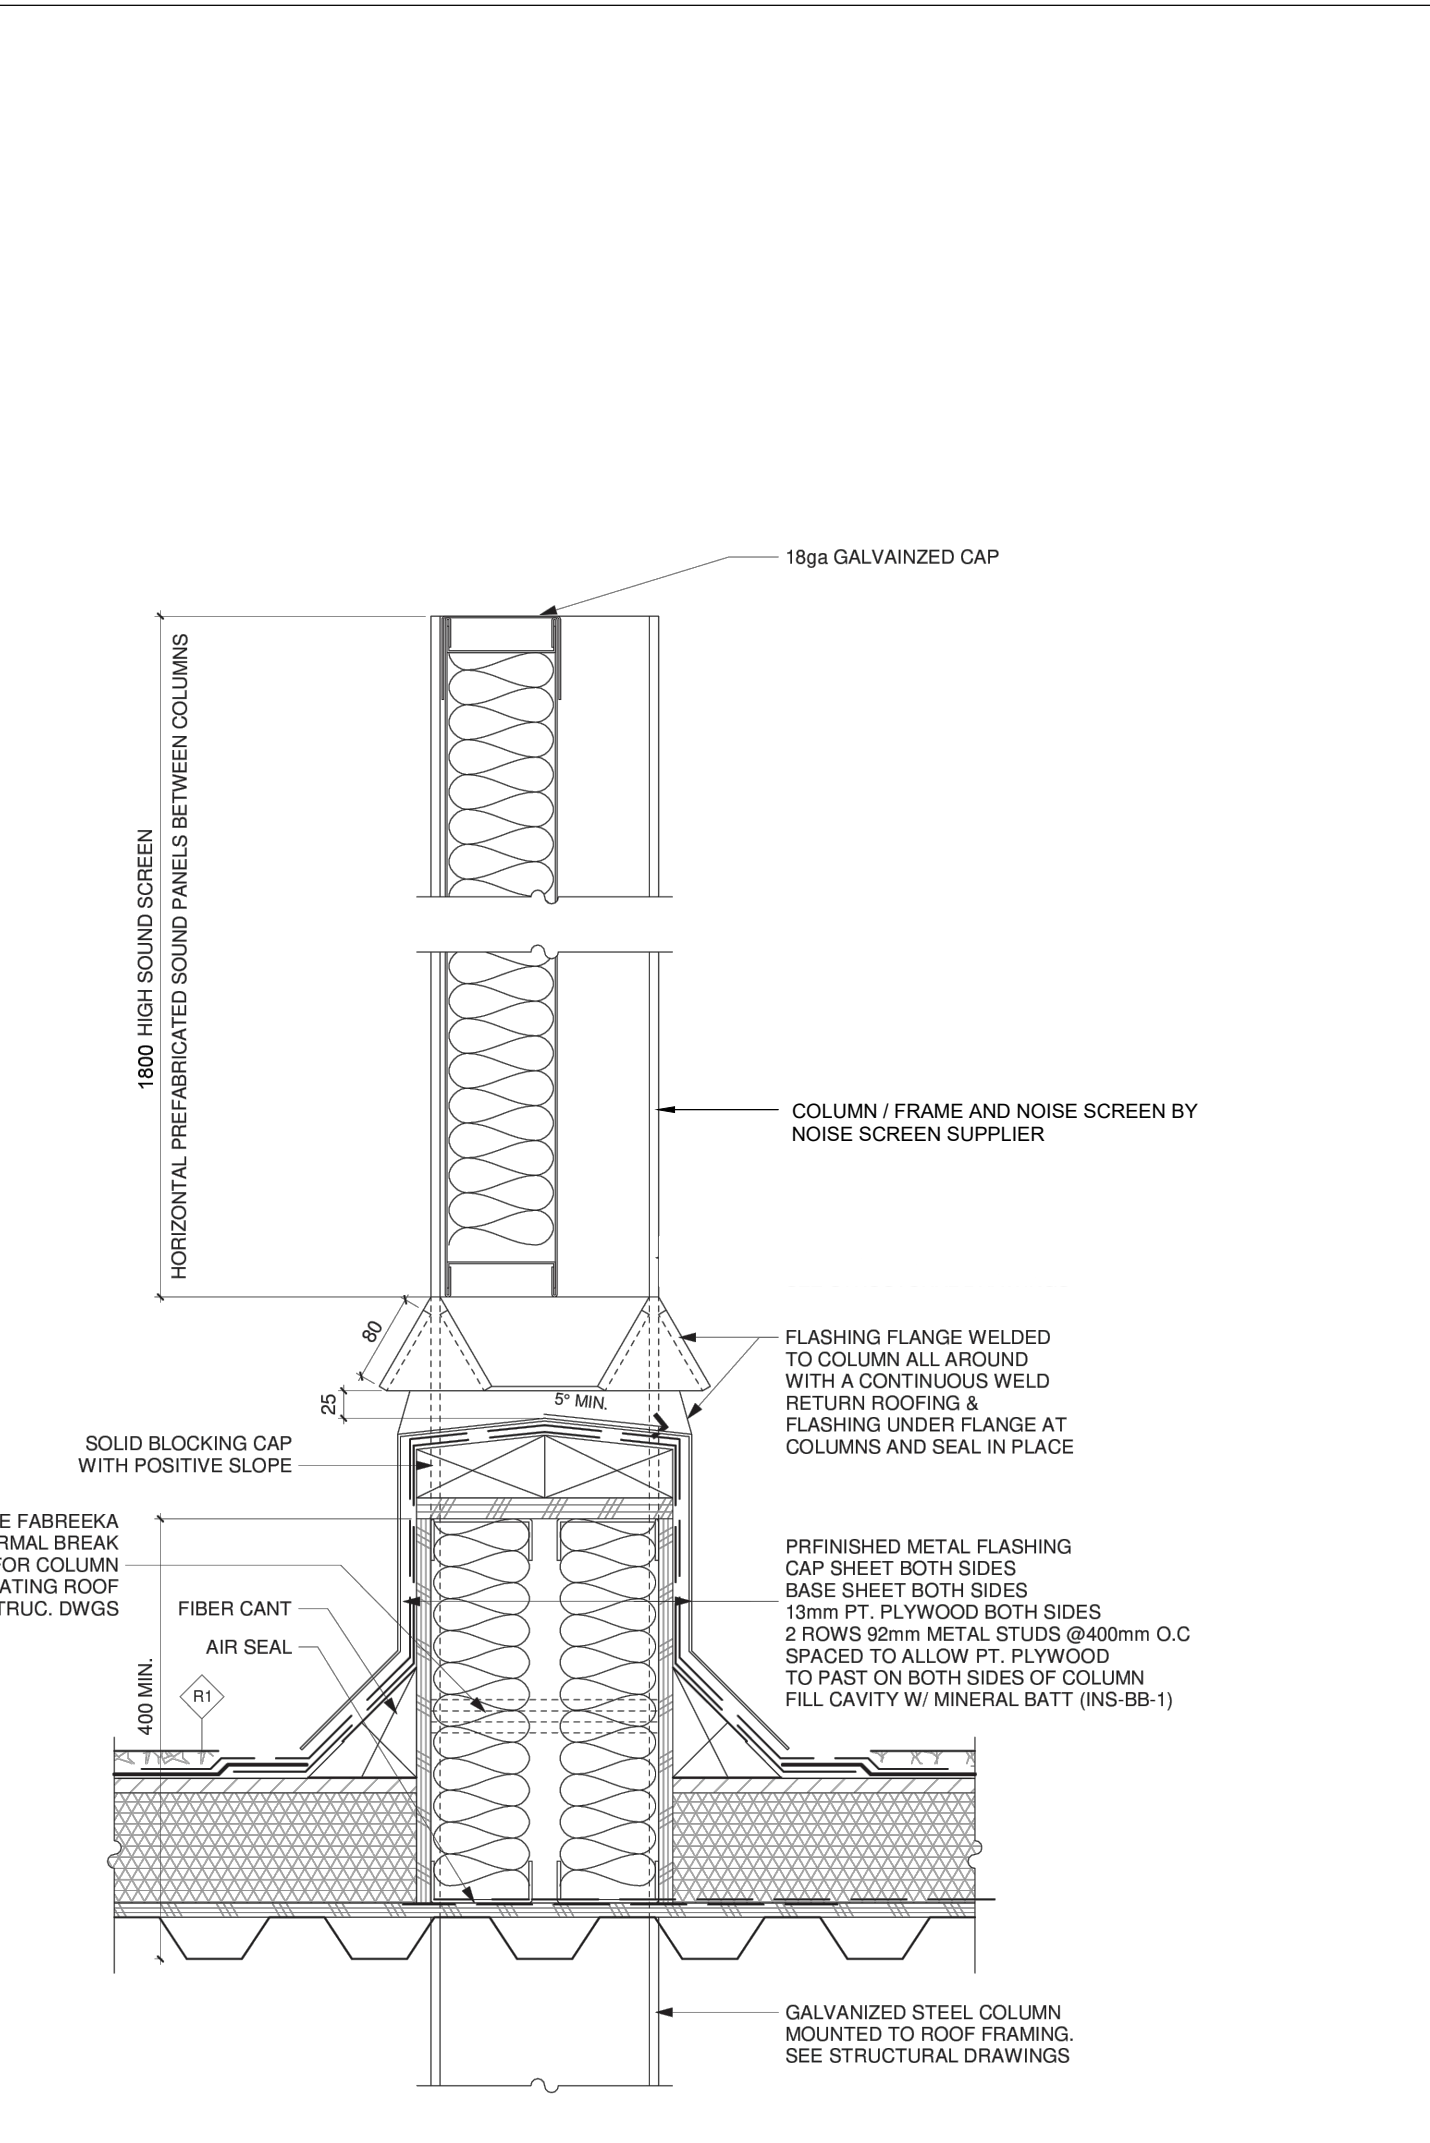 18ga GALVAINZED CAP
1800 HIGH SOUND SCREEN
HORIZONTAL PREFABRICATED SOUND PANELS BETWEEN COLUMNS
COLUMN / FRAME AND NOISE SCREEN BY
NOISE SCREEN SUPPLIER
80
25
5° MIN.
FLASHING FLANGE WELDED
TO COLUMN ALL AROUND
WITH A CONTINUOUS WELD
RETURN ROOFING &
FLASHING UNDER FLANGE AT
COLUMNS AND SEAL IN PLACE
SOLID BLOCKING CAP
WITH POSITIVE SLOPE
E FABREEKA
RMAL BREAK
FOR COLUMN
ATING ROOF
TRUC. DWGS
FIBER CANT
AIR SEAL
400 MIN.
R1
PRFINISHED METAL FLASHING
CAP SHEET BOTH SIDES
BASE SHEET BOTH SIDES
13mm PT. PLYWOOD BOTH SIDES
2 ROWS 92mm METAL STUDS @400mm O.C
SPACED TO ALLOW PT. PLYWOOD
TO PAST ON BOTH SIDES OF COLUMN
FILL CAVITY W/ MINERAL BATT (INS-BB-1)
GALVANIZED STEEL COLUMN
MOUNTED TO ROOF FRAMING.
SEE STRUCTURAL DRAWINGS